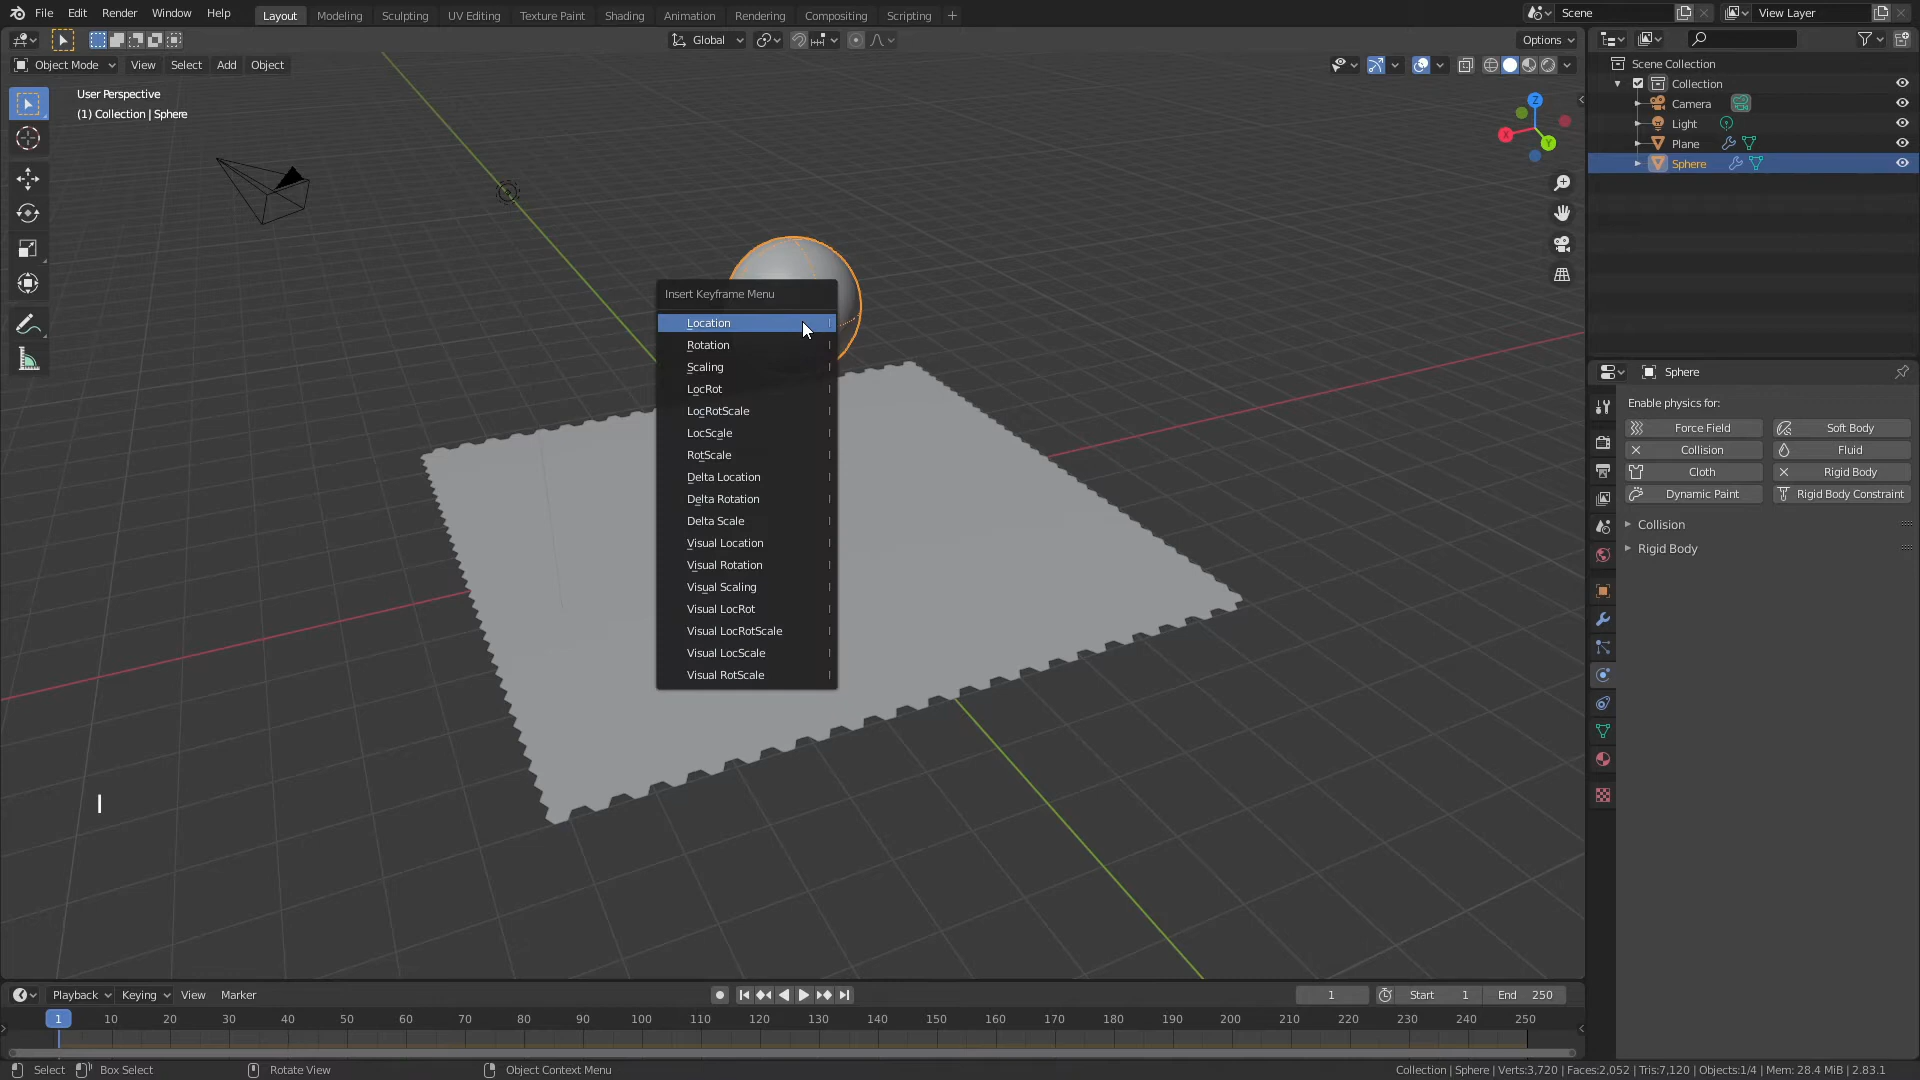 File Edit Render Window Help Layout Modeling Sculpting UV Editing Texture Paint Shading Animation Rendering Compositing Scripting + Scene View Layer
Global Options
Object Mode View Select Add Object
User Perspective
(1) Collection | Sphere
Z
X
Y
Insert Keyframe Menu
Location I
Rotation I
Scaling I
LocRot I
LocRotScale I
LocScale I
RotScale I
Delta Location I
Delta Rotation I
Delta Scale I
Visual Location I
Visual Rotation I
Visual Scaling I
Visual LocRot I
Visual LocRotScale I
Visual LocScale I
Visual RotScale I
I
Scene Collection
Collection
Camera
Light
Plane
Sphere
Sphere
Enable physics for:
Force Field Soft Body
Collision Fluid
Cloth Rigid Body
Dynamic Paint Rigid Body Constraint
Collision
Rigid Body
Playback Keying View Marker 1 Start 1 End 250
1 10 20 30 40 50 60 70 80 90 100 110 120 130 140 150 160 170 180 190 200 210 220 230 240 250
Select Box Select Rotate View Object Context Menu Collection | Sphere | Verts:3,720 | Faces:2,052 | Tris:7,120 | Objects:1/4 | Mem: 28.4 MiB | 2.83.1